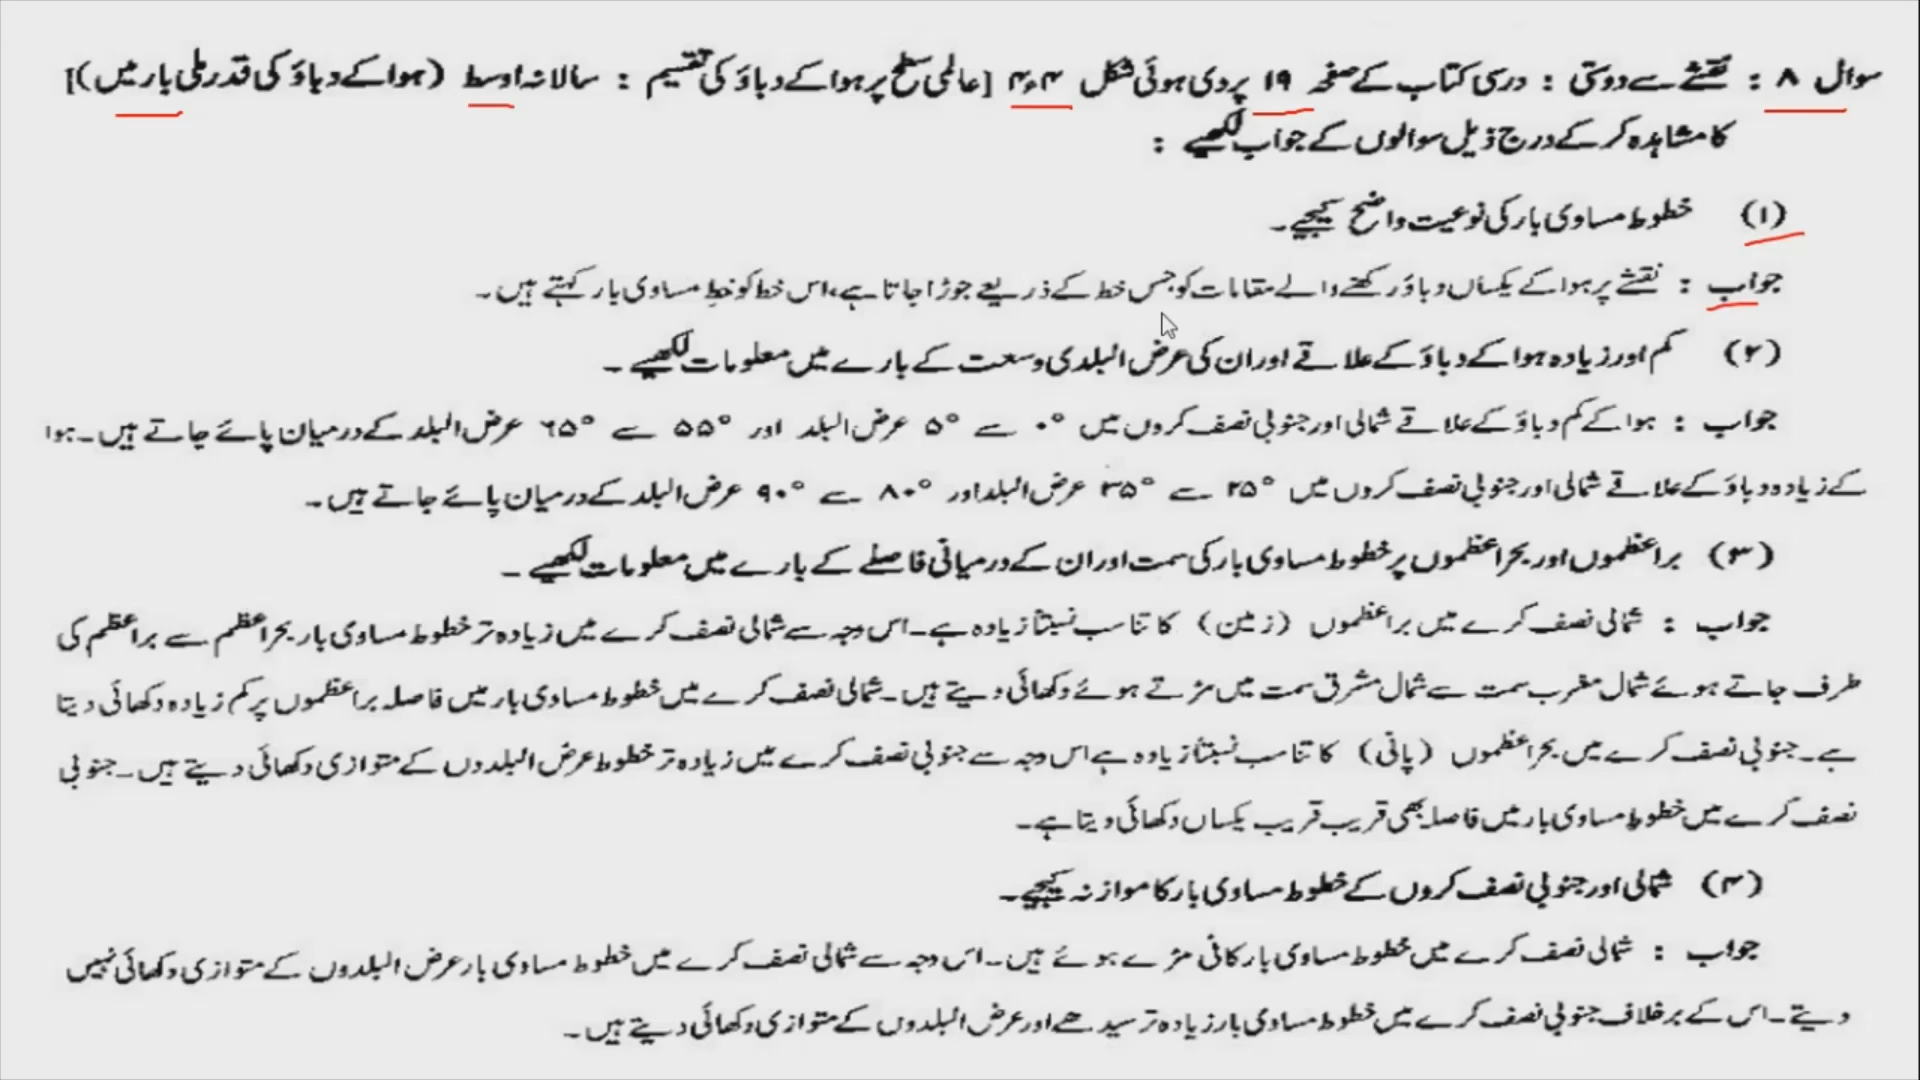 سوال ۸ : نقشے سے دوستی : درسی کتاب کے صفحہ ۱۹ پر دی ہوئی شکل ۴ء۴ [عالمی سطح پر ہوا کے دباؤ کی تقسیم : سالانہ اوسط (ہوا کے دباؤ کی قدر ملی بار میں)]
کا مشاہدہ کر کے درج ذیل سوالوں کے جواب لکھیے :
(۱) خطوط مساوی بار کی نوعیت واضح کیجیے۔
جواب : نقشے پر ہوا کے یکساں دباؤ رکھنے والے مقامات کو جس خط کے ذریعے جوڑا جاتا ہے، اس خط کو خطِ مساوی بار کہتے ہیں۔
(۲) کم اور زیادہ ہوا کے دباؤ کے علاقے اور ان کی عرض البلدی وسعت کے بارے میں معلومات لکھیے۔
جواب : ہوا کے کم دباؤ کے علاقے شمالی اور جنوبی نصف کروں میں °۰ سے °۵ عرض البلد اور °۵۵ سے °۶۵ عرض البلد کے درمیان پائے جاتے ہیں۔ ہوا
کے زیادہ دباؤ کے علاقے شمالی اور جنوبی نصف کروں میں °۲۵ سے °۳۵ عرض البلد اور °۸۰ سے °۹۰ عرض البلد کے درمیان پائے جاتے ہیں۔
(۳) براعظموں اور بحراعظموں پر خطوط مساوی بار کی سمت اور ان کے درمیانی فاصلے کے بارے میں معلومات لکھیے۔
جواب : شمالی نصف کرے میں براعظموں (زمین) کا تناسب نسبتاً زیادہ ہے۔ اس وجہ سے شمالی نصف کرے میں زیادہ تر خطوط مساوی بار بحراعظم سے براعظم کی
طرف جاتے ہوئے شمال مغرب سمت سے شمال مشرق سمت میں مڑتے ہوئے دکھائی دیتے ہیں۔ شمالی نصف کرے میں خطوط مساوی بار میں فاصلہ براعظموں پر کم زیادہ دکھائی دیتا
ہے۔ جنوبی نصف کرے میں بحراعظموں (پانی) کا تناسب نسبتاً زیادہ ہے اس وجہ سے جنوبی نصف کرے میں زیادہ تر خطوط عرض البلدوں کے متوازی دکھائی دیتے ہیں۔ جنوبی
نصف کرے میں خطوط مساوی بار میں فاصلہ بھی قریب قریب یکساں دکھائی دیتا ہے۔
(۴) شمالی اور جنوبی نصف کروں کے خطوط مساوی بار کا موازنہ کیجیے۔
جواب : شمالی نصف کرے میں خطوط مساوی بار کافی مڑے ہوئے ہیں۔ اس وجہ سے شمالی نصف کرے میں خطوط مساوی بار عرض البلدوں کے متوازی دکھائی نہیں
دیتے۔ اس کے برخلاف جنوبی نصف کرے میں خطوط مساوی بار زیادہ تر سیدھے اور عرض البلدوں کے متوازی دکھائی دیتے ہیں۔